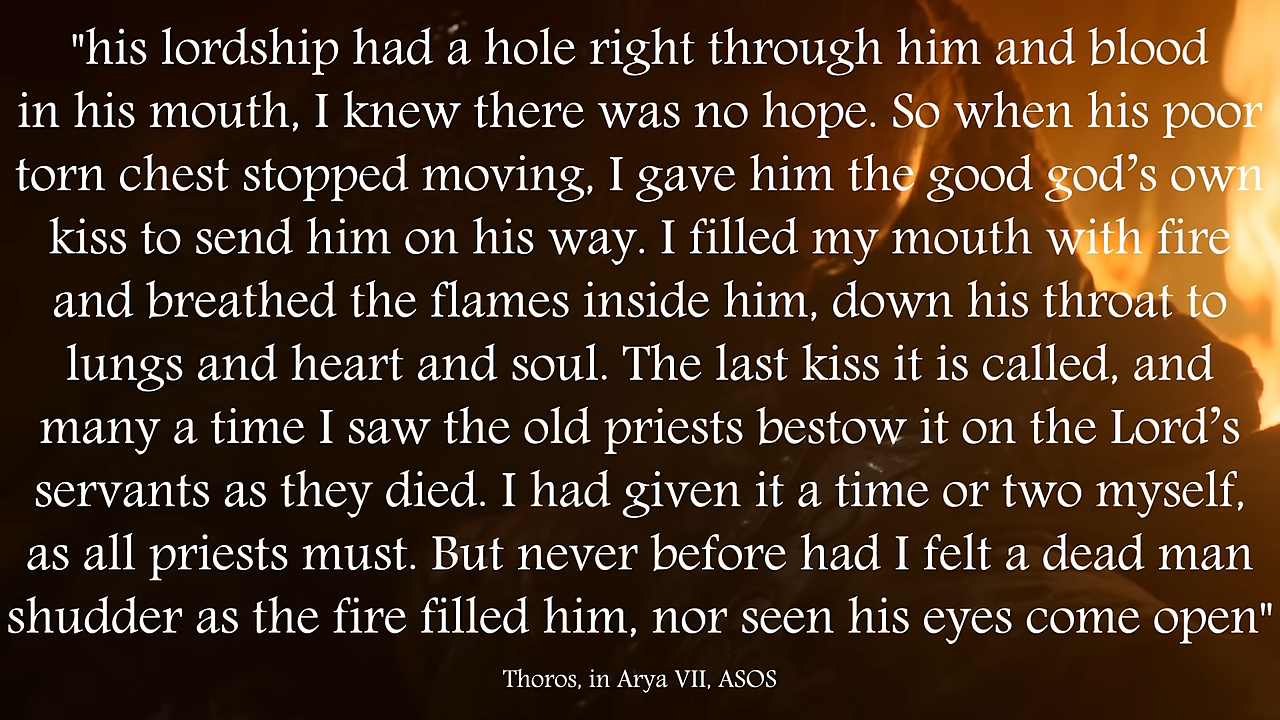 "his lordship had a hole right through him and blood
in his mouth, I knew there was no hope. So when his poor
torn chest stopped moving, I gave him the good god’s own
kiss to send him on his way. I filled my mouth with fire
and breathed the flames inside him, down his throat to
lungs and heart and soul. The last kiss it is called, and
many a time I saw the old priests bestow it on the Lord’s
servants as they died. I had given it a time or two myself,
as all priests must. But never before had I felt a dead man
shudder as the fire filled him, nor seen his eyes come open"
Thoros, in Arya VII, ASOS